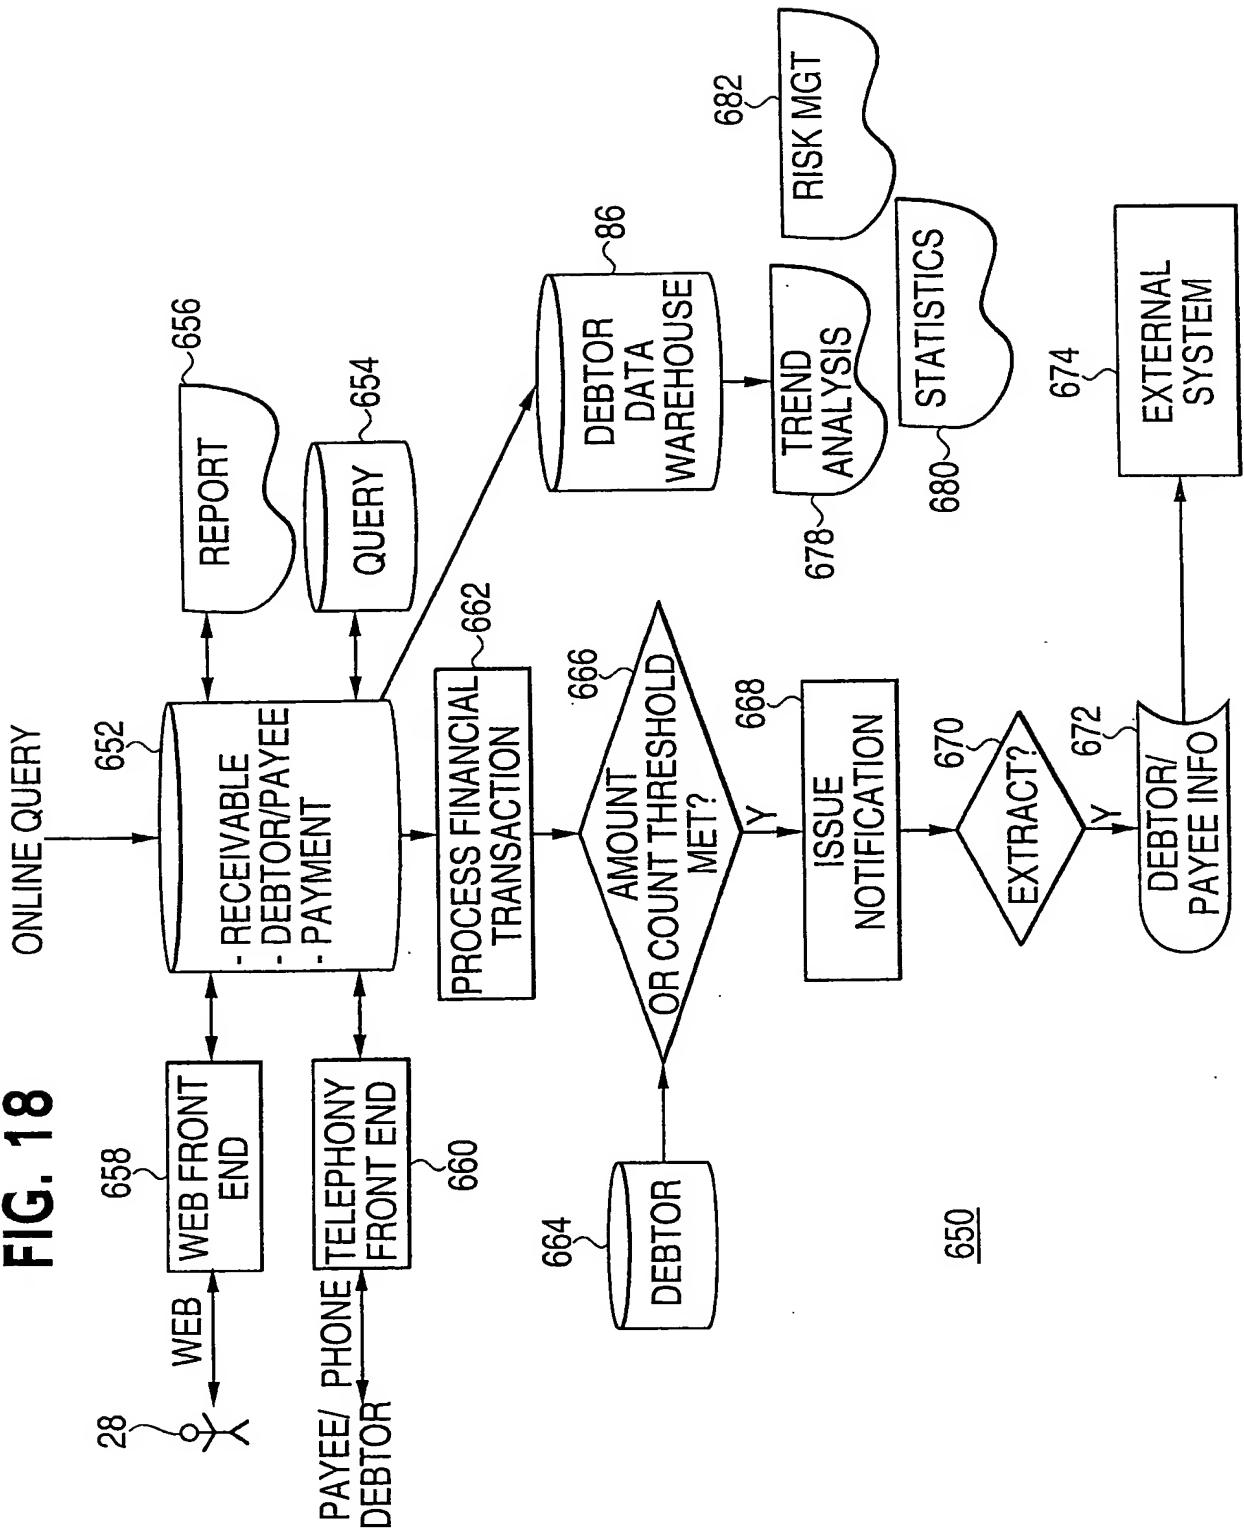 FIG. 18
ONLINE QUERY
652
- RECEIVABLE
- DEBTOR/PAYEE
- PAYMENT
656
REPORT
654
QUERY
28
WEB
658
WEB FRONT
END
PAYEE/
DEBTOR
PHONE
TELEPHONY
FRONT END
660
662
PROCESS FINANCIAL
TRANSACTION
86
DEBTOR
DATA
WAREHOUSE
682
RISK MGT
678
TREND
ANALYSIS
680
STATISTICS
664
DEBTOR
666
AMOUNT
OR COUNT THRESHOLD
MET?
Y
668
ISSUE
NOTIFICATION
670
EXTRACT?
Y
672
DEBTOR/
PAYEE INFO
674
EXTERNAL
SYSTEM
650